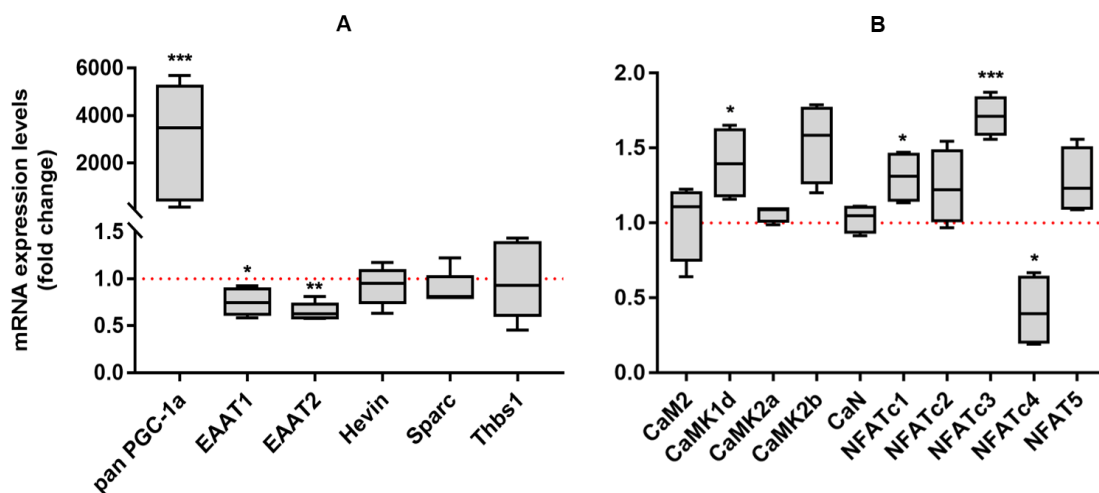 A
B
mRNA expression levels
(fold change)
6000
4000
2000
1.5
1.0
0.5
0.0
***
*
**
pan PGC-1a
EAAT1
EAAT2
Hevin
Sparc
Thbs1
2.0
1.5
1.0
0.5
0.0
*
*
***
*
CaM2
CaMK1d
CaMK2a
CaMK2b
CaN
NFATc1
NFATc2
NFATc3
NFATc4
NFAT5